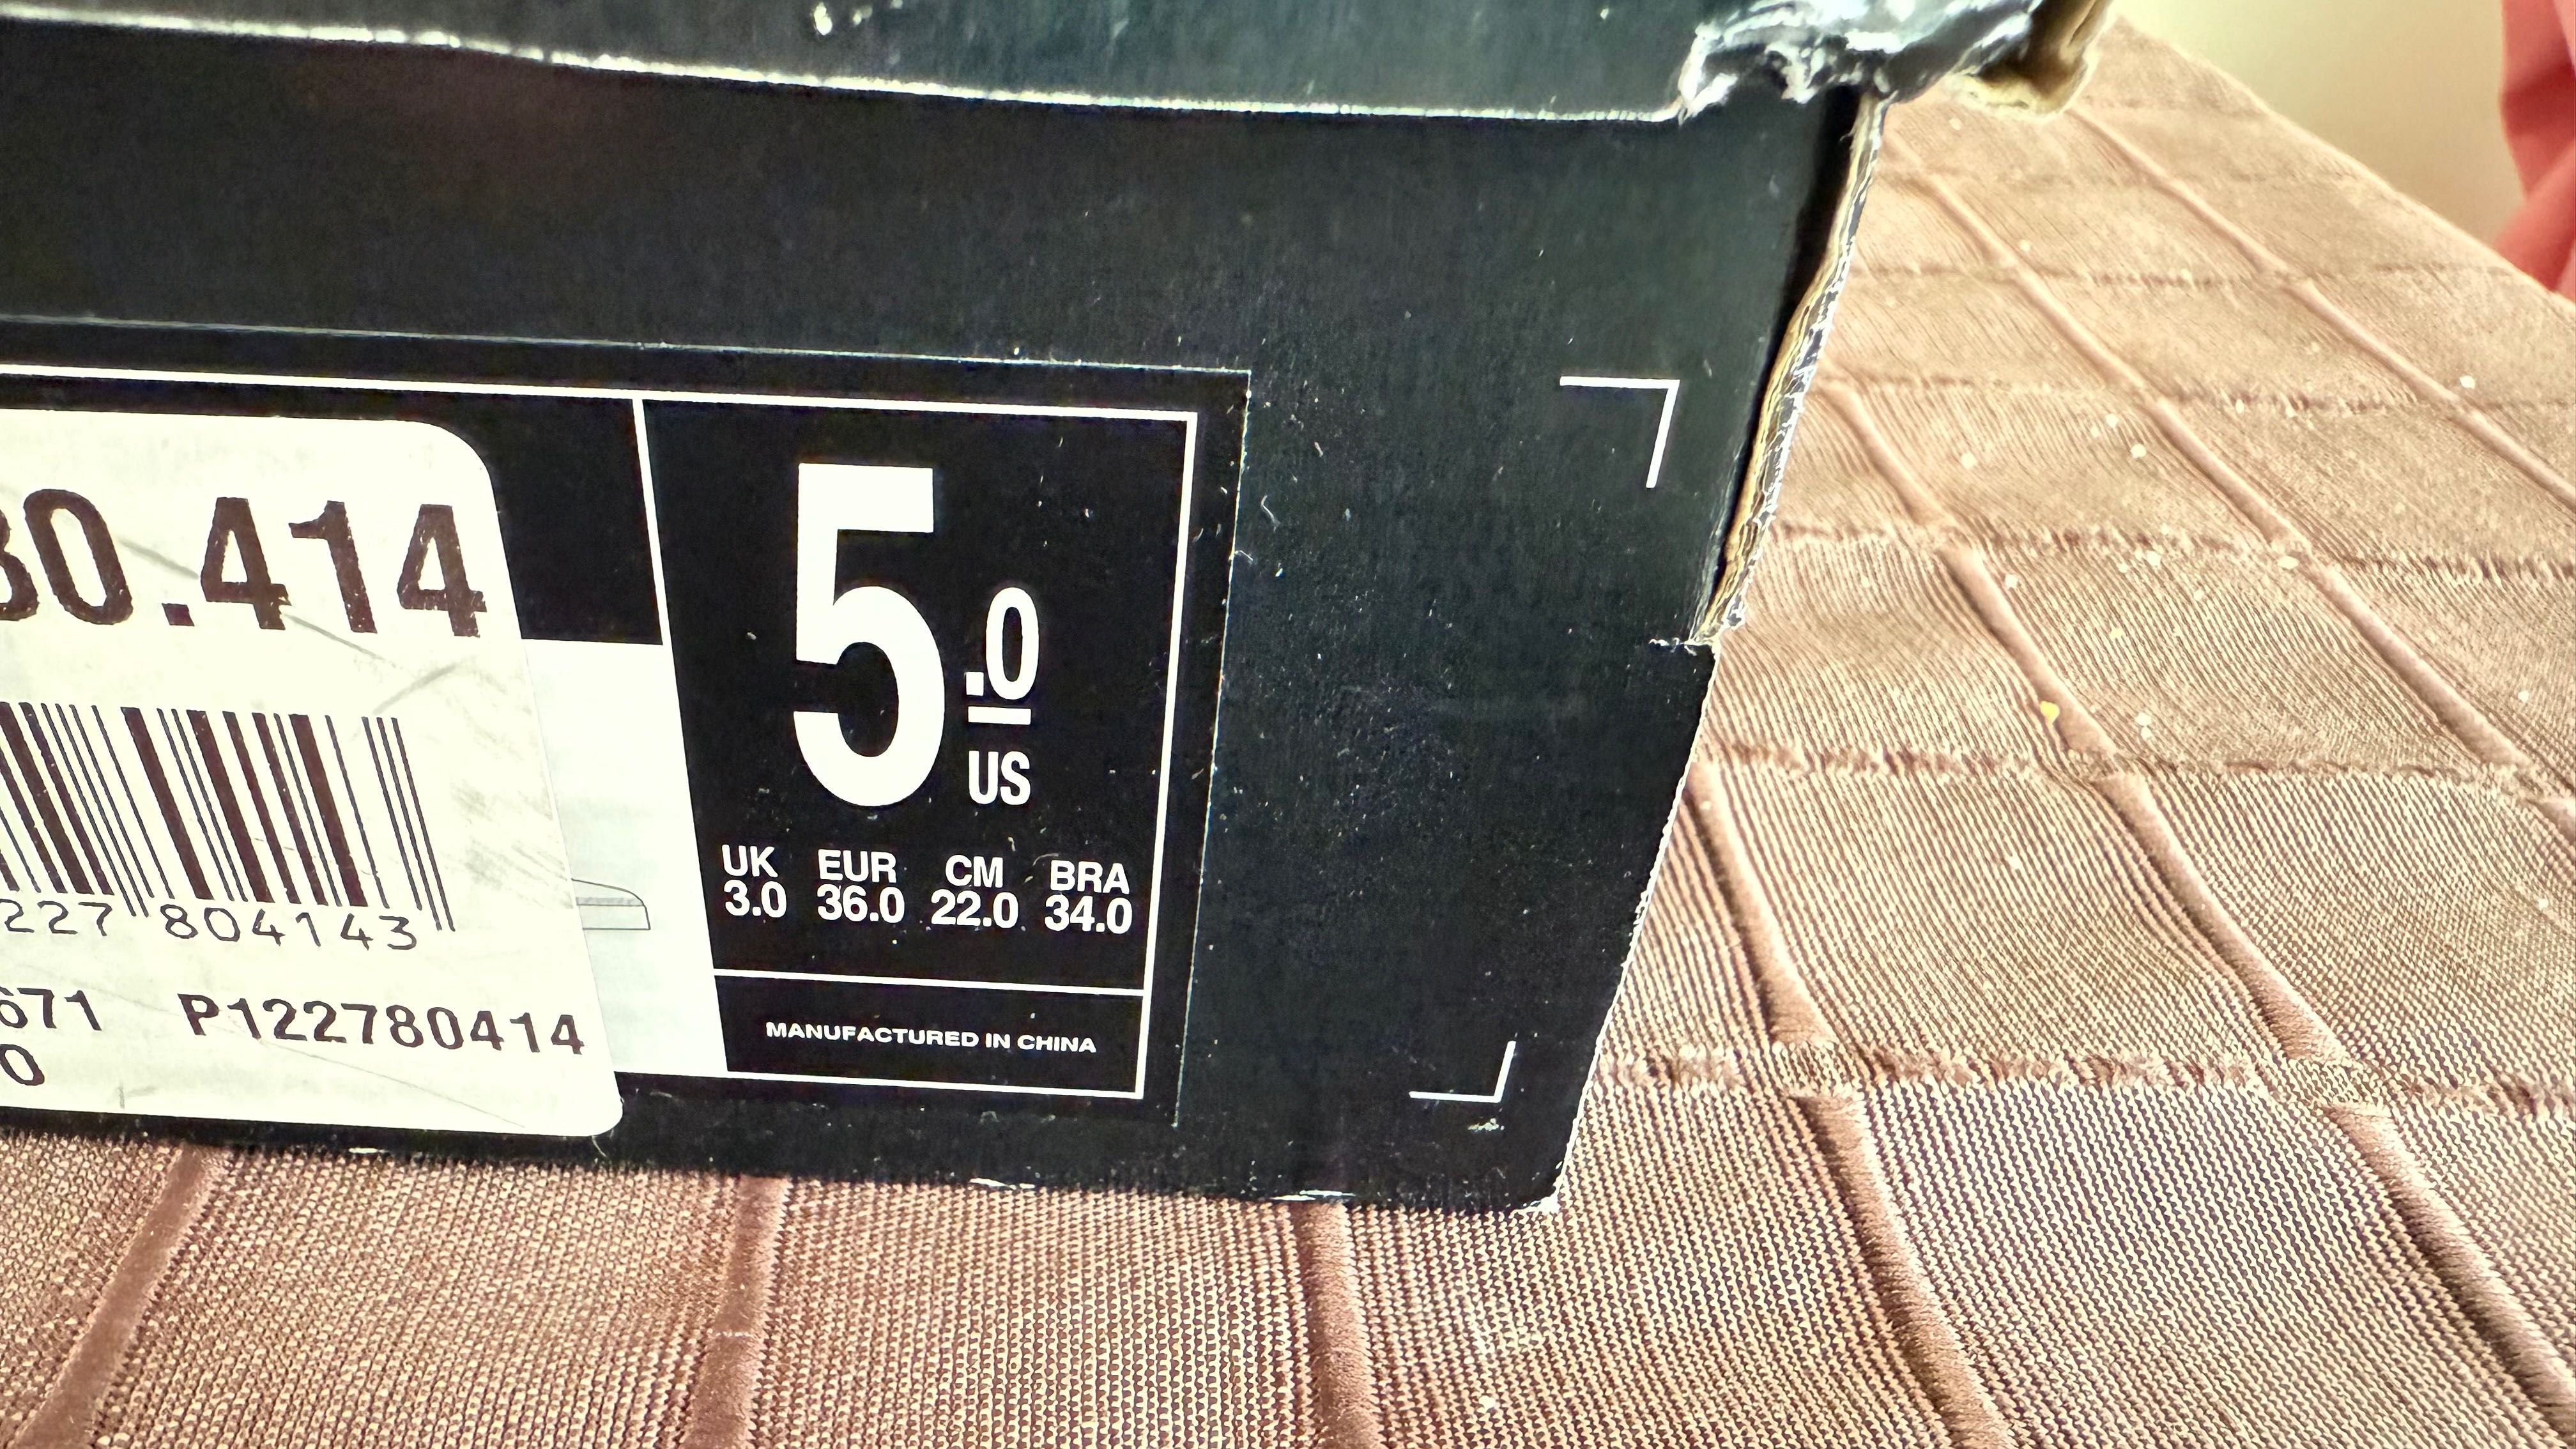 80.414
227 804143
671 P122780414
0
5.0
US
UK EUR CM BRA
3.0 36.0 22.0 34.0
MANUFACTURED IN CHINA